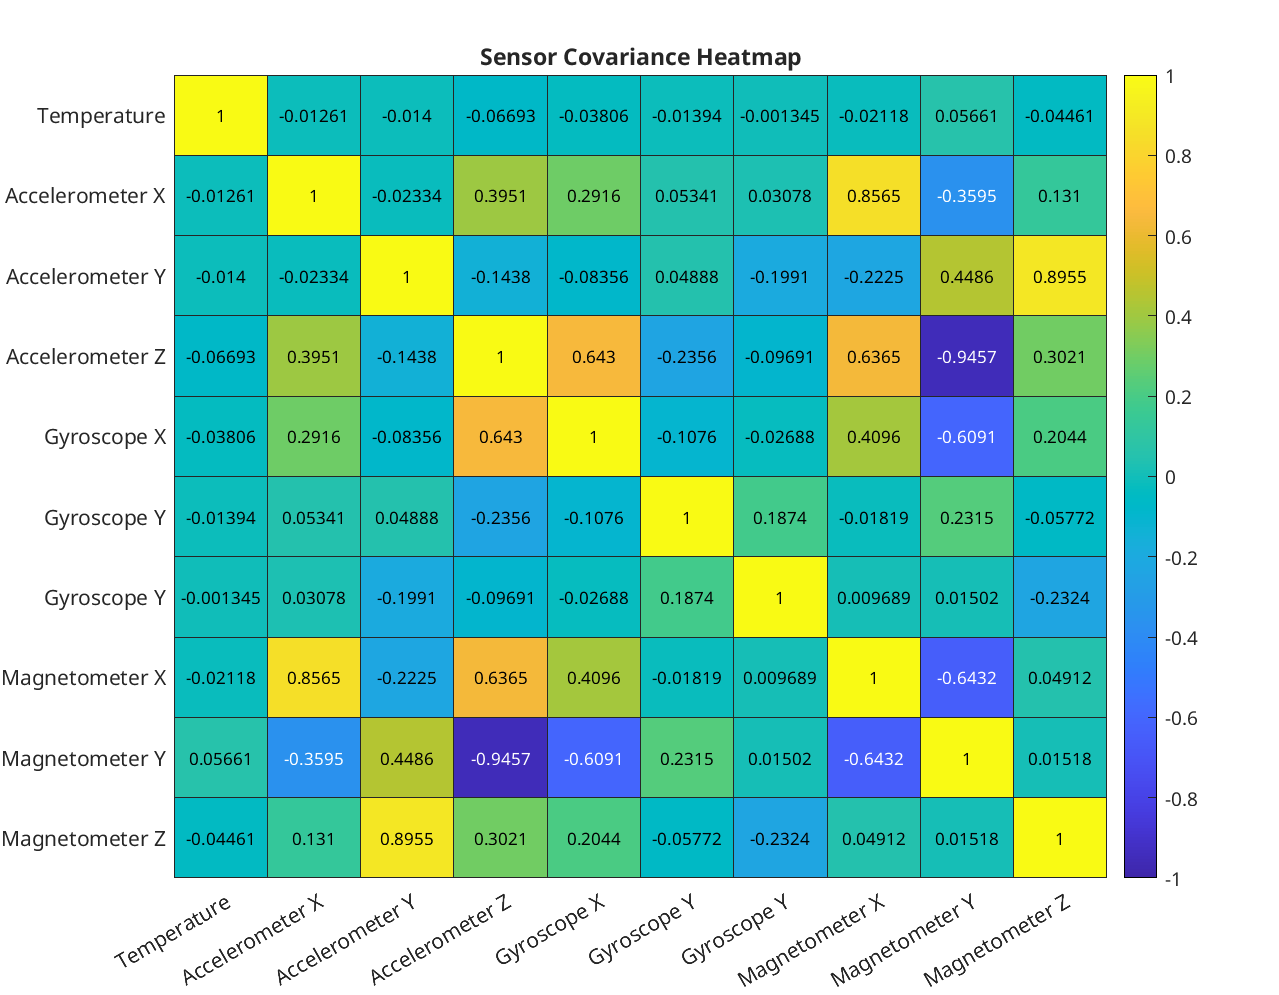 Sensor Covariance Heatmap
Temperature 1 -0.01261 -0.014 -0.06693 -0.03806 -0.01394 -0.001345 -0.02118 0.05661 -0.04461
Accelerometer X -0.01261 1 -0.02334 0.3951 0.2916 0.05341 0.03078 0.8565 -0.3595 0.131
Accelerometer Y -0.014 -0.02334 1 -0.1438 -0.08356 0.04888 -0.1991 -0.2225 0.4486 0.8955
Accelerometer Z -0.06693 0.3951 -0.1438 1 0.643 -0.2356 -0.09691 0.6365 -0.9457 0.3021
Gyroscope X -0.03806 0.2916 -0.08356 0.643 1 -0.1076 -0.02688 0.4096 -0.6091 0.2044
Gyroscope Y -0.01394 0.05341 0.04888 -0.2356 -0.1076 1 0.1874 -0.01819 0.2315 -0.05772
Gyroscope Y -0.001345 0.03078 -0.1991 -0.09691 -0.02688 0.1874 1 0.009689 0.01502 -0.2324
Magnetometer X -0.02118 0.8565 -0.2225 0.6365 0.4096 -0.01819 0.009689 1 -0.6432 0.04912
Magnetometer Y 0.05661 -0.3595 0.4486 -0.9457 -0.6091 0.2315 0.01502 -0.6432 1 0.01518
Magnetometer Z -0.04461 0.131 0.8955 0.3021 0.2044 -0.05772 -0.2324 0.04912 0.01518 1
Temperature
Accelerometer X
Accelerometer Y
Accelerometer Z
Gyroscope X
Gyroscope Y
Gyroscope Y
Magnetometer X
Magnetometer Y
Magnetometer Z
1
0.8
0.6
0.4
0.2
0
-0.2
-0.4
-0.6
-0.8
-1